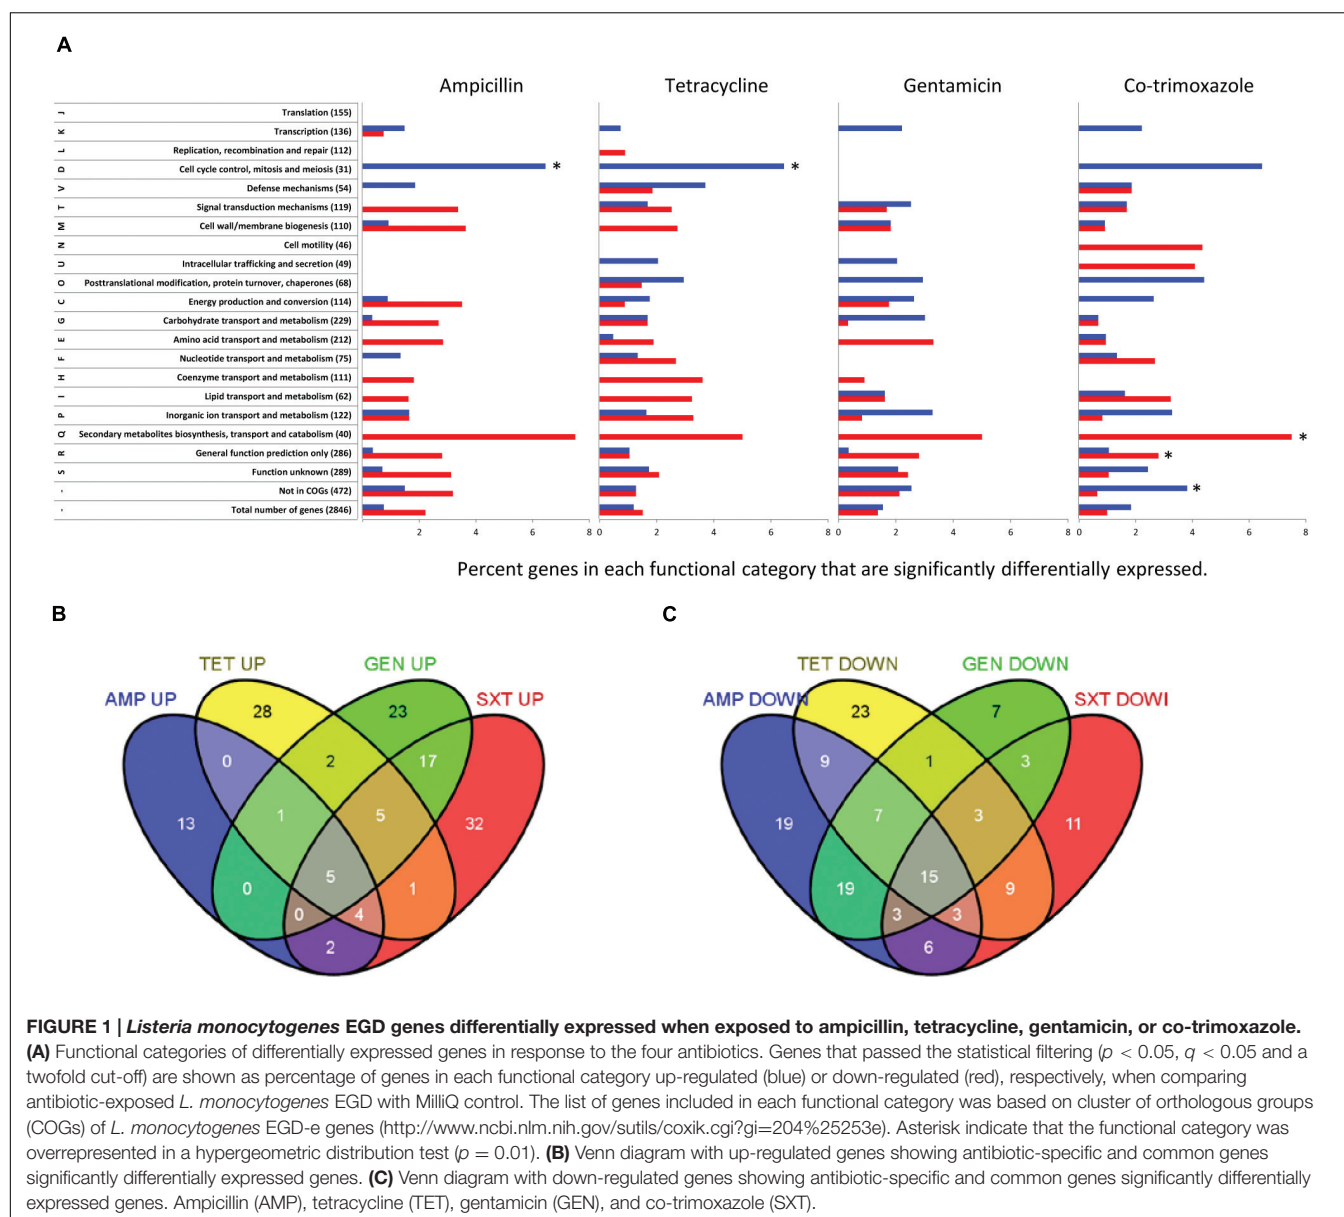 A
Ampicillin Tetracycline Gentamicin Co-trimoxazole
J Translation (155)
K Transcription (136)
L Replication, recombination and repair (112)
D Cell cycle control, mitosis and meiosis (31) * *
V Defense mechanisms (54)
T Signal transduction mechanisms (119)
M Cell wall/membrane biogenesis (110)
N Cell motility (46)
U Intracellular trafficking and secretion (49)
O Posttranslational modification, protein turnover, chaperones (68)
C Energy production and conversion (114)
G Carbohydrate transport and metabolism (229)
E Amino acid transport and metabolism (212)
F Nucleotide transport and metabolism (75)
H Coenzyme transport and metabolism (111)
I Lipid transport and metabolism (62)
P Inorganic ion transport and metabolism (122)
Q Secondary metabolites biosynthesis, transport and catabolism (40) *
R General function prediction only (286) *
S Function unknown (289)
- Not in COGs (472) *
- Total number of genes (2846)
0 2 4 6 8 0 2 4 6 8 0 2 4 6 8 0 2 4 6 8
Percent genes in each functional category that are significantly differentially expressed.
B
TET UP GEN UP
AMP UP SXT UP
28 23
0 2 17
13 1 5 32
5
0 1
0 4
2
C
TET DOWN GEN DOWN
AMP DOWN SXT DOWI
23 7
9 1 3
19 7 3 11
15
19 9
3 3
6
FIGURE 1 | Listeria monocytogenes EGD genes differentially expressed when exposed to ampicillin, tetracycline, gentamicin, or co-trimoxazole.
(A) Functional categories of differentially expressed genes in response to the four antibiotics. Genes that passed the statistical filtering (p < 0.05, q < 0.05 and a
twofold cut-off) are shown as percentage of genes in each functional category up-regulated (blue) or down-regulated (red), respectively, when comparing
antibiotic-exposed L. monocytogenes EGD with MilliQ control. The list of genes included in each functional category was based on cluster of orthologous groups
(COGs) of L. monocytogenes EGD-e genes (http://www.ncbi.nlm.nih.gov/sutils/coxik.cgi?gi=204%25253e). Asterisk indicate that the functional category was
overrepresented in a hypergeometric distribution test (p = 0.01). (B) Venn diagram with up-regulated genes showing antibiotic-specific and common genes
significantly differentially expressed genes. (C) Venn diagram with down-regulated genes showing antibiotic-specific and common genes significantly differentially
expressed genes. Ampicillin (AMP), tetracycline (TET), gentamicin (GEN), and co-trimoxazole (SXT).